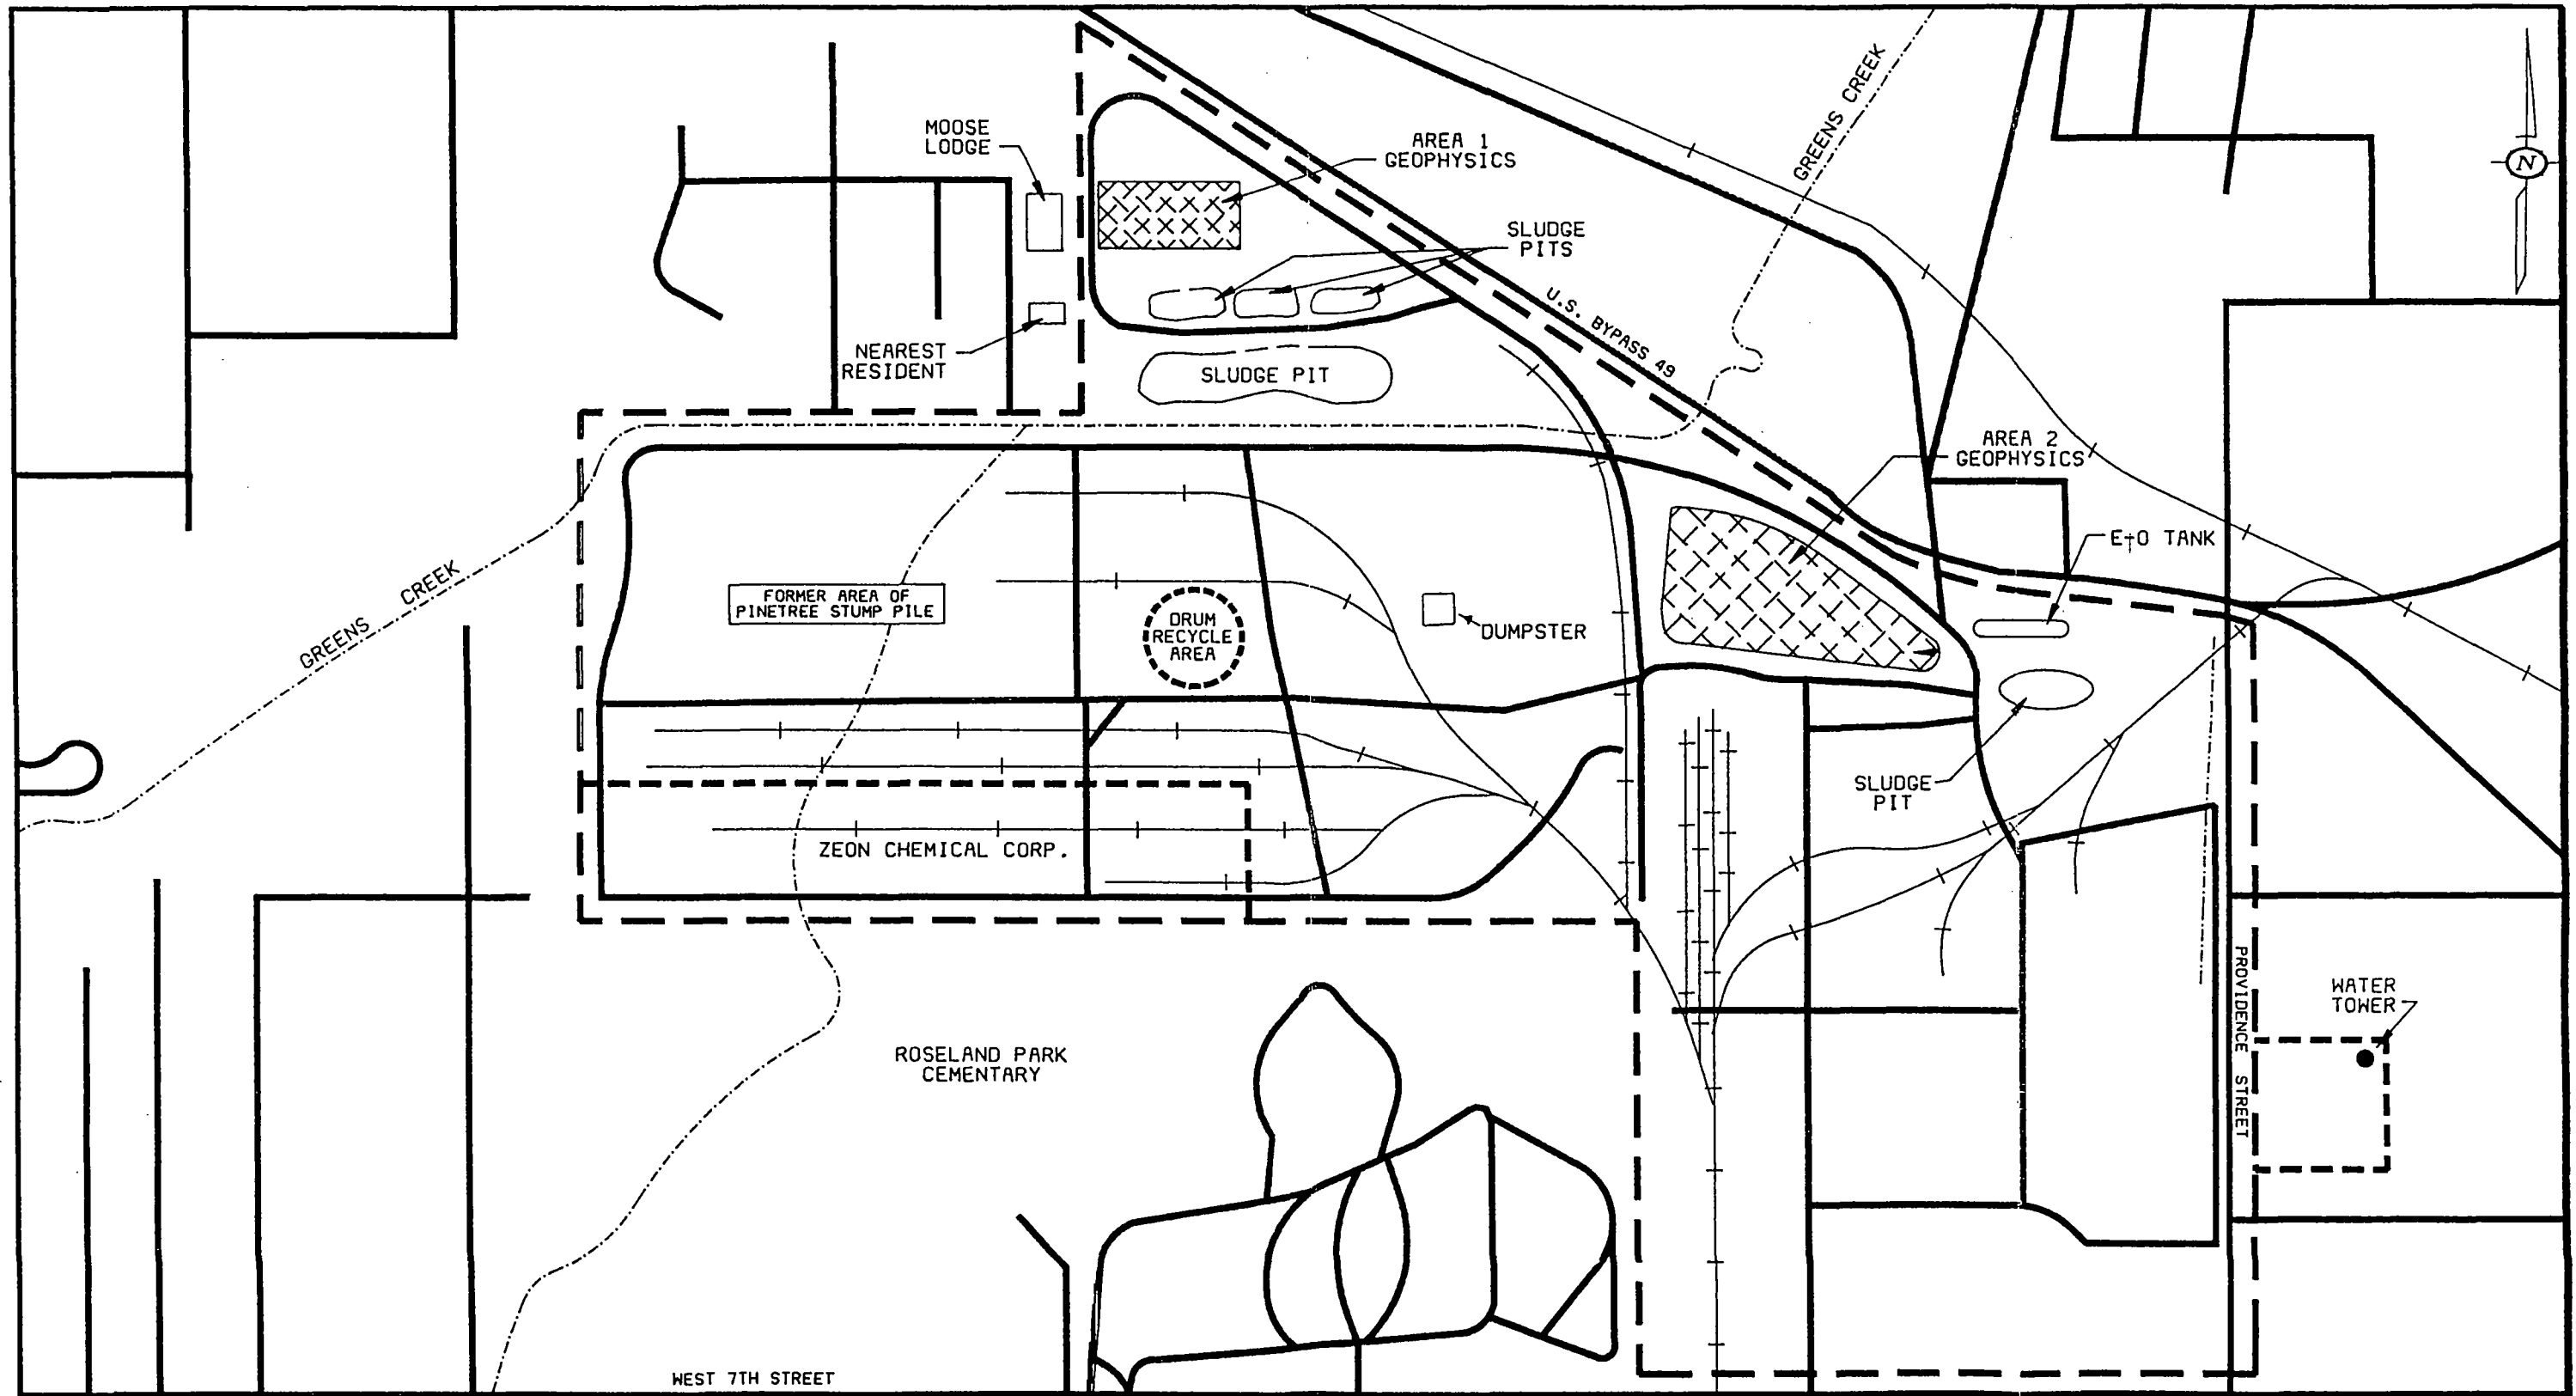 GREENS CREEK
MOOSE
LODGE
AREA 1
GEOPHYSICS
N
SLUDGE
PITS
U.S. BYPASS 49
NEAREST
RESIDENT
SLUDGE PIT
AREA 2
GEOPHYSICS
E†O TANK
GREENS CREEK
FORMER AREA OF
PINETREE STUMP PILE
DRUM
RECYCLE
AREA
DUMPSTER
SLUDGE
PIT
ZEON CHEMICAL CORP.
PROVIDENCE STREET
WATER
TOWER
ROSELAND PARK
CEMENTARY
WEST 7TH STREET